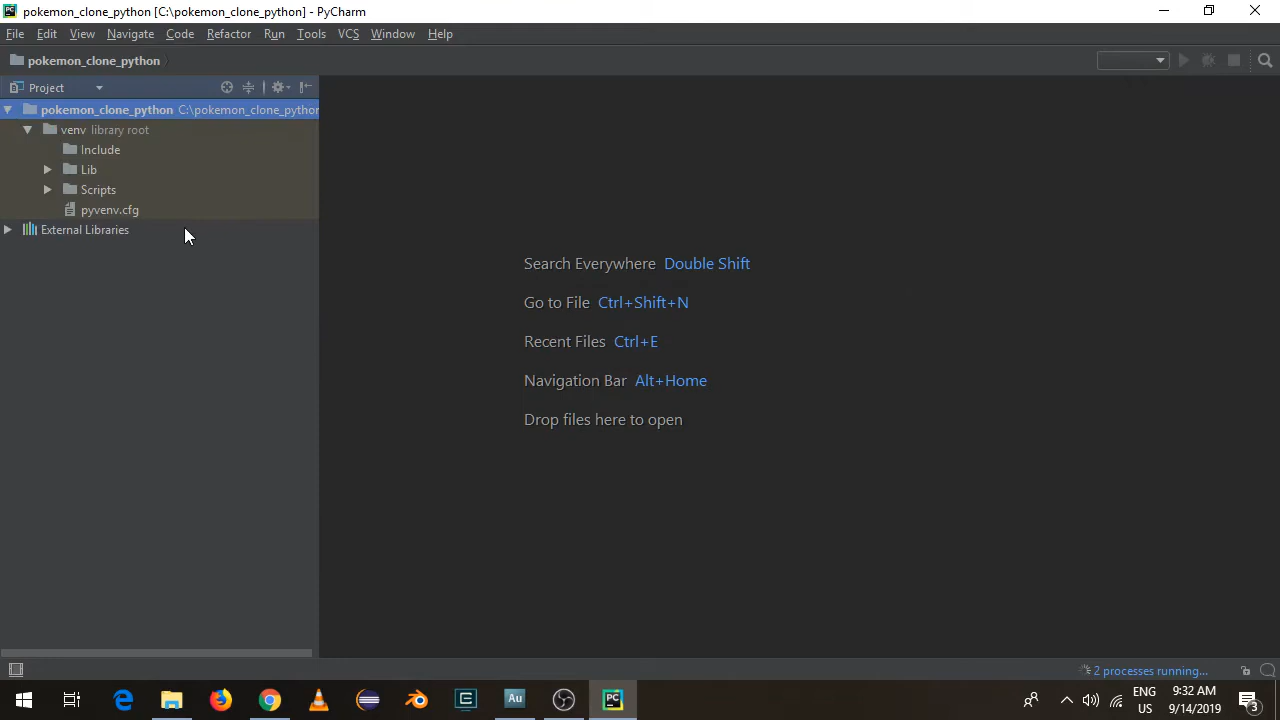 pokemon_clone_python [C:\pokemon_clone_python] - PyCharm
File Edit View Navigate Code Refactor Run Tools VCS Window Help
pokemon_clone_python
Project
pokemon_clone_python C:\pokemon_clone_python
venv library root
Include
Lib
Scripts
pyvenv.cfg
External Libraries
Search Everywhere Double Shift
Go to File Ctrl+Shift+N
Recent Files Ctrl+E
Navigation Bar Alt+Home
Drop files here to open
2 processes running...
PC
Au
ENG
US
9:32 AM
9/14/2019
3